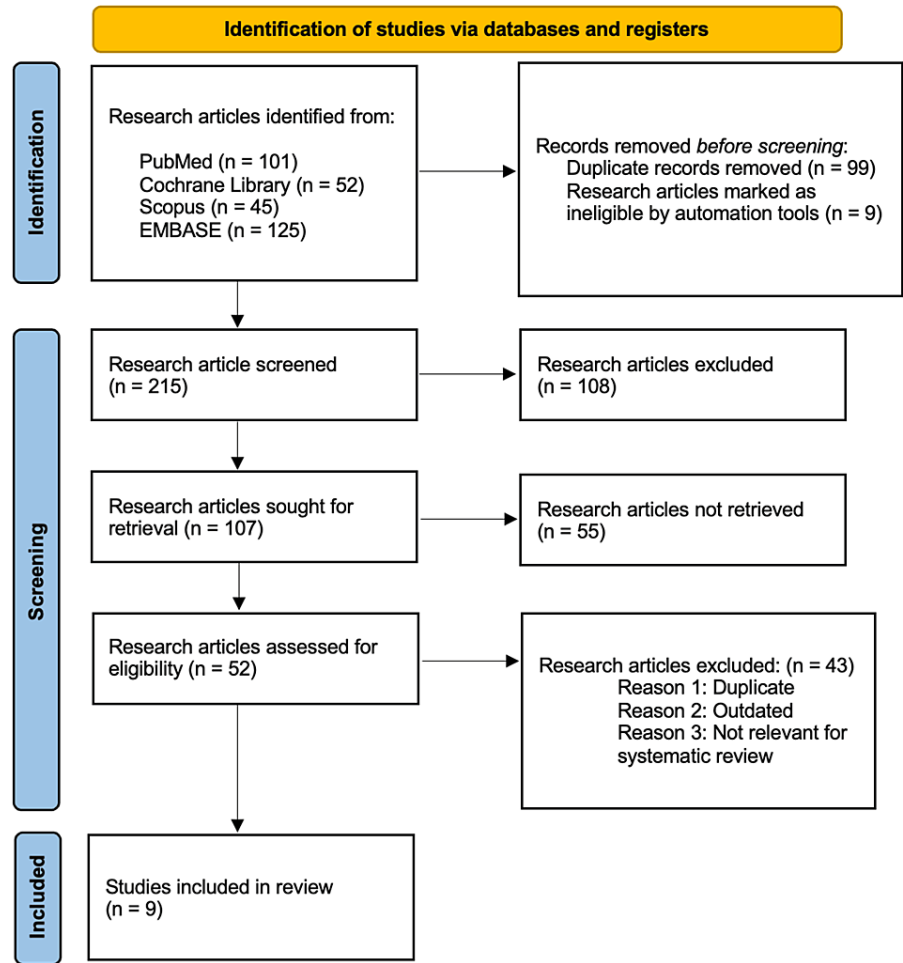 Identification of studies via databases and registers
Identification
Research articles identified from:
PubMed (n = 101)
Cochrane Library (n = 52)
Scopus (n = 45)
EMBASE (n = 125)
Records removed before screening:
Duplicate records removed (n = 99)
Research articles marked as
ineligible by automation tools (n = 9)
Screening
Research article screened
(n = 215)
Research articles excluded
(n = 108)
Research articles sought for
retrieval (n = 107)
Research articles not retrieved
(n = 55)
Research articles assessed for
eligibility (n = 52)
Research articles excluded: (n = 43)
Reason 1: Duplicate
Reason 2: Outdated
Reason 3: Not relevant for
systematic review
Included
Studies included in review
(n = 9)